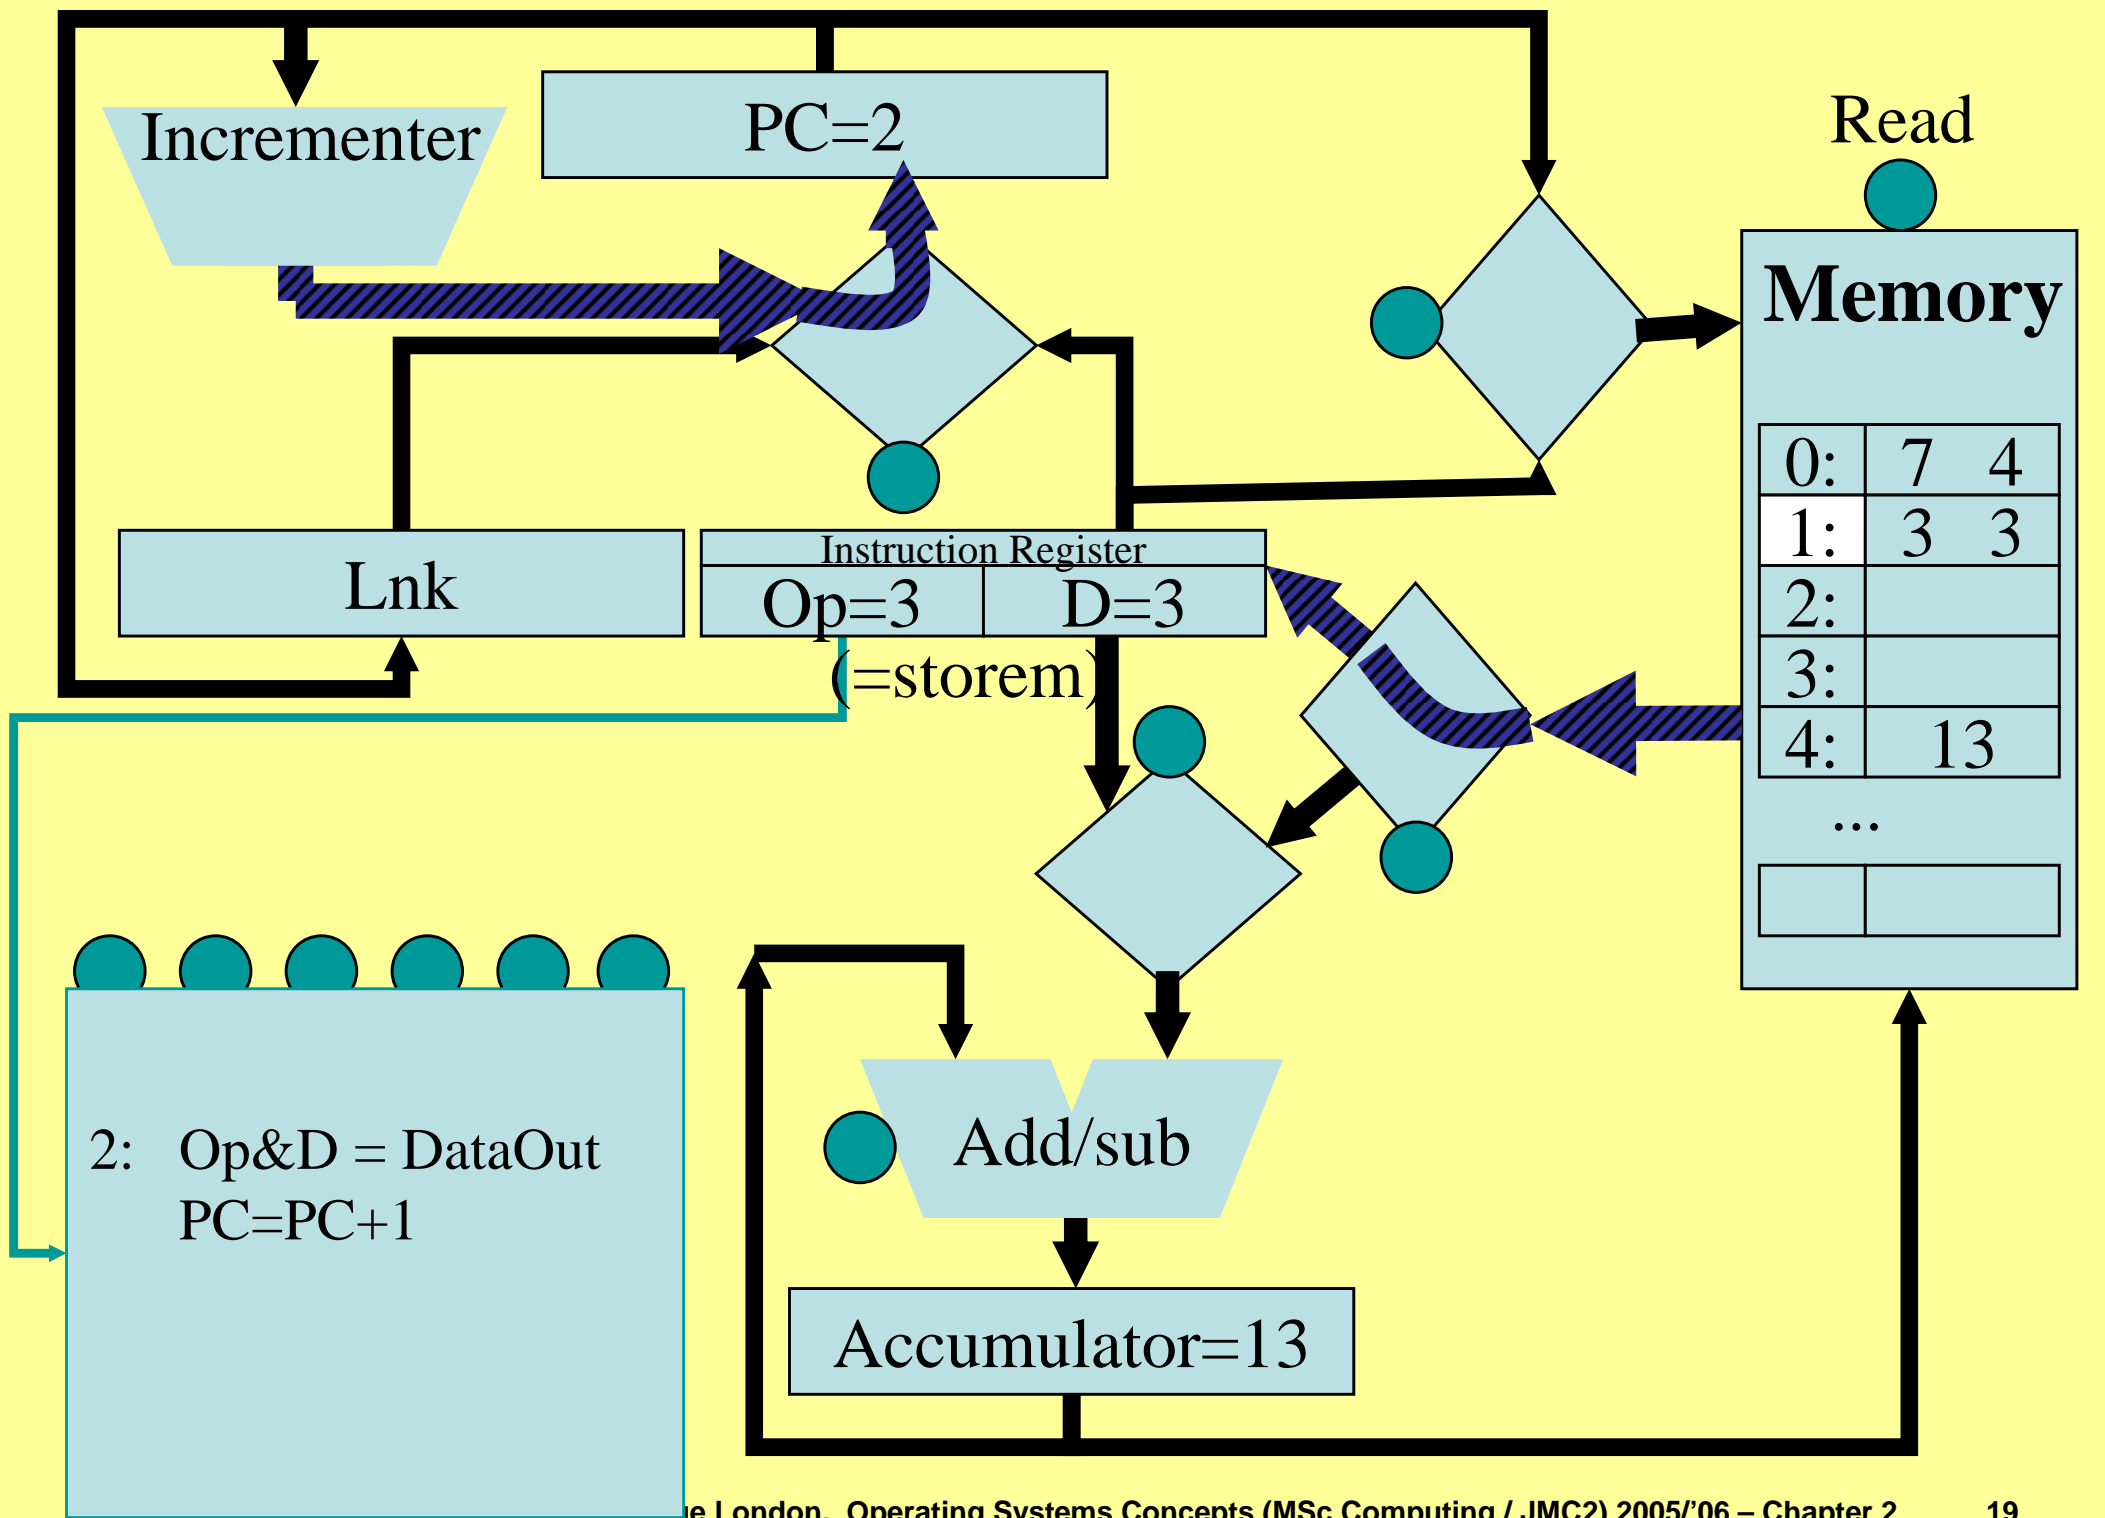 Incrementer
PC=2
Read
Memory
0: 7 4
1: 3 3
2:
3:
4: 13
...
Lnk
Instruction Register
Op=3 D=3
(=storem)
2: Op&D = DataOut
PC=PC+1
Add/sub
Accumulator=13
London. Operating Systems Concepts (MSc Computing / JMC2) 2005/'06 – Chapter 2 19